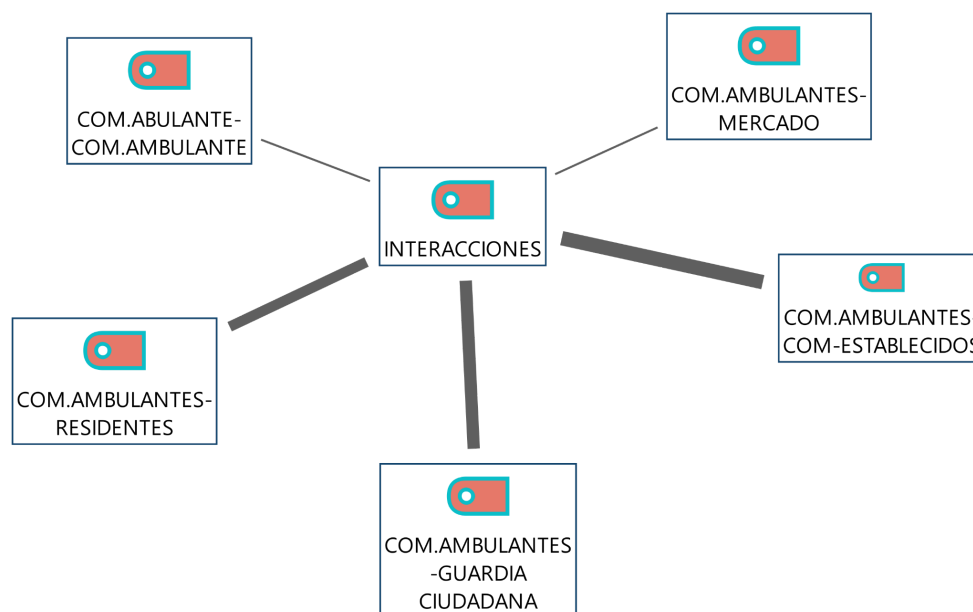 COM.ABULANTE-
COM.AMBULANTE
COM.AMBULANTES-
MERCADO
INTERACCIONES
COM.AMBULANTES-
COM-ESTABLECIDOS
COM.AMBULANTES-
RESIDENTES
COM.AMBULANTES
-GUARDIA
CIUDADANA